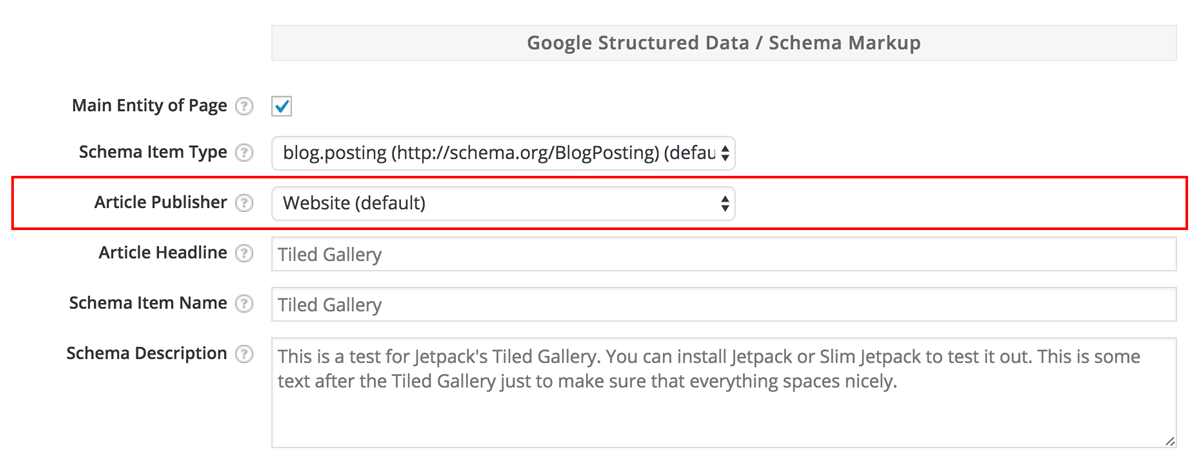 Google Structured Data / Schema Markup
Main Entity of Page ?
Schema Item Type ? blog.posting (http://schema.org/BlogPosting) (defau
Article Publisher ? Website (default)
Article Headline ? Tiled Gallery
Schema Item Name ? Tiled Gallery
Schema Description ? This is a test for Jetpack's Tiled Gallery. You can install Jetpack or Slim Jetpack to test it out. This is some
text after the Tiled Gallery just to make sure that everything spaces nicely.